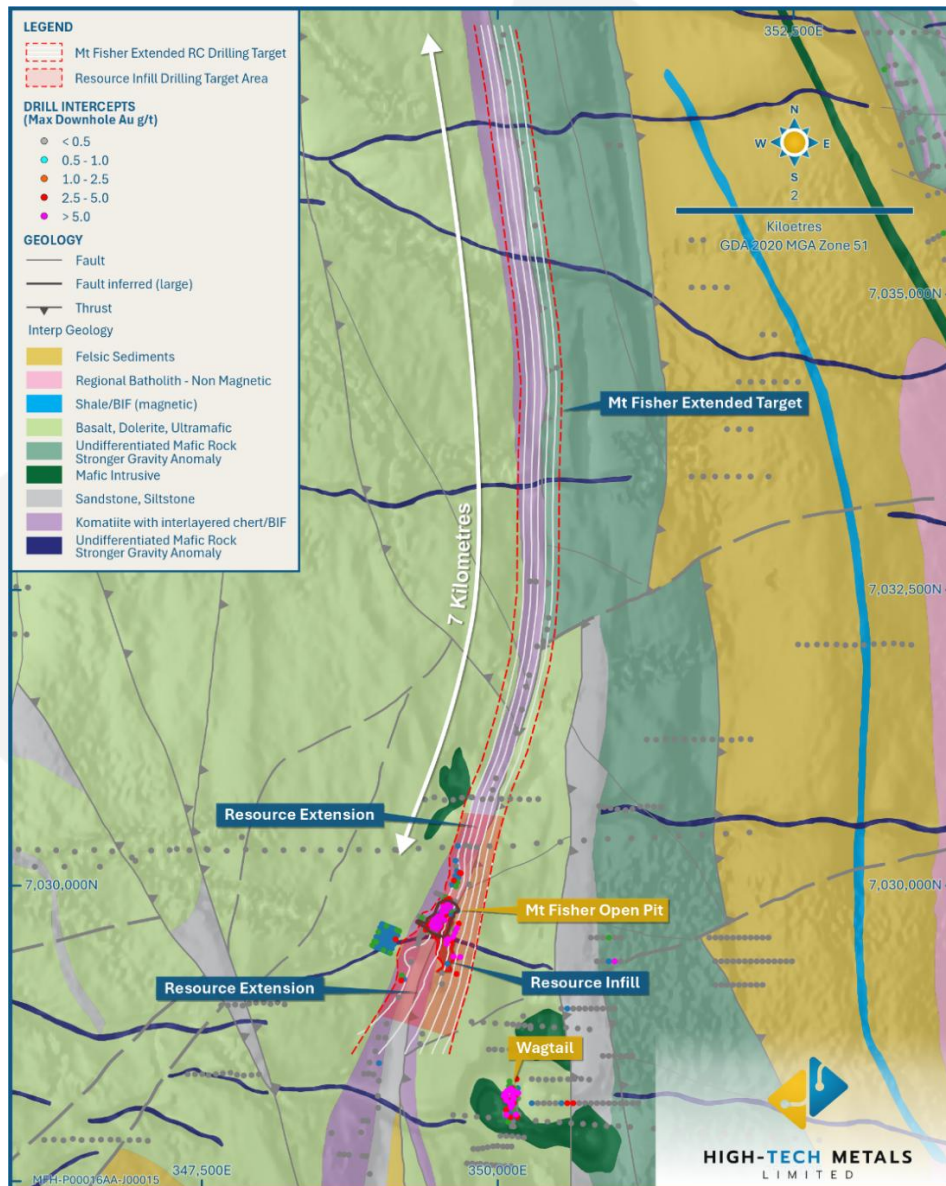 LEGEND
Mt Fisher Extended RC Drilling Target
Resource Infill Drilling Target Area
DRILL INTERCEPTS
(Max Downhole Au g/t)
< 0.5
0.5 - 1.0
1.0 - 2.5
2.5 - 5.0
> 5.0
GEOLOGY
Fault
Fault inferred (large)
Thrust
Interp Geology
Felsic Sediments
Regional Batholith - Non Magnetic
Shale/BIF (magnetic)
Basalt, Dolerite, Ultramafic
Undifferentiated Mafic Rock
Stronger Gravity Anomaly
Mafic Intrusive
Sandstone, Siltstone
Komatiite with interlayered chert/BIF
Undifferentiated Mafic Rock
Stronger Gravity Anomaly
352,500E
N
W E
S
2
Kiloetres
GDA 2020 MGA Zone 51
7,035,000N
Mt Fisher Extended Target
7 Kilometres
7,032,500N
Resource Extension
7,030,000N
7,030,000N
Mt Fisher Open Pit
Resource Extension
Resource Infill
Wagtail
347,500E
350,000E
MFH-P00016AA-J00015
HIGH-TECH METALS
LIMITED